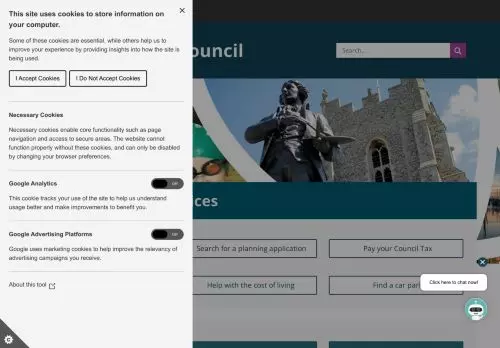 This site uses cookies to store information on
your computer.
Some of these cookies are essential, while others help us to
improve your experience by providing insights into how the site is
being used.
I Accept Cookies
I Do Not Accept Cookies
Necessary Cookies
Necessary cookies enable core functionality such as page
navigation and access to secure areas. The website cannot
function properly without these cookies, and can only be disabled
by changing your browser preferences.
Google Analytics
Off
This cookie tracks your use of the site to help us understand
usage better and make improvements to benefit you.
Google Advertising Platforms
Off
Google uses marketing cookies to help improve the relevancy of
advertising campaigns you receive.
About this tool
ouncil
Search...
ces
Search for a planning application
Pay your Council Tax
Help with the cost of living
Find a car par
Click here to chat now!